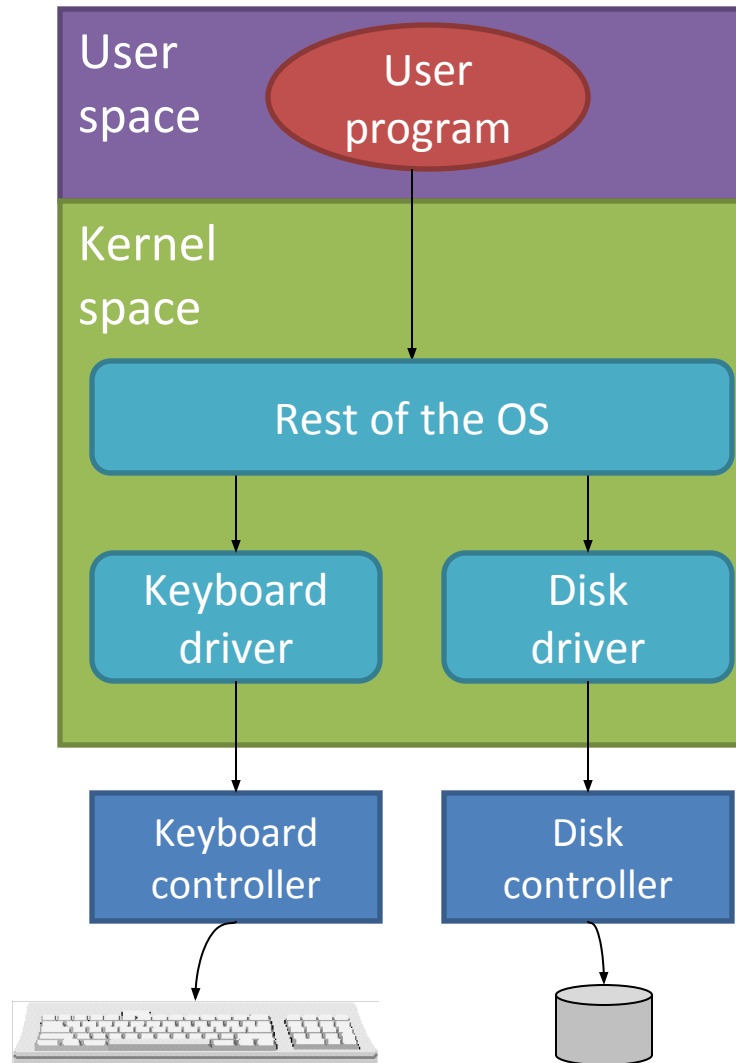 User
space
User
program
Kernel
space
Rest of the OS
Keyboard
driver
Disk
driver
Keyboard
controller
Disk
controller